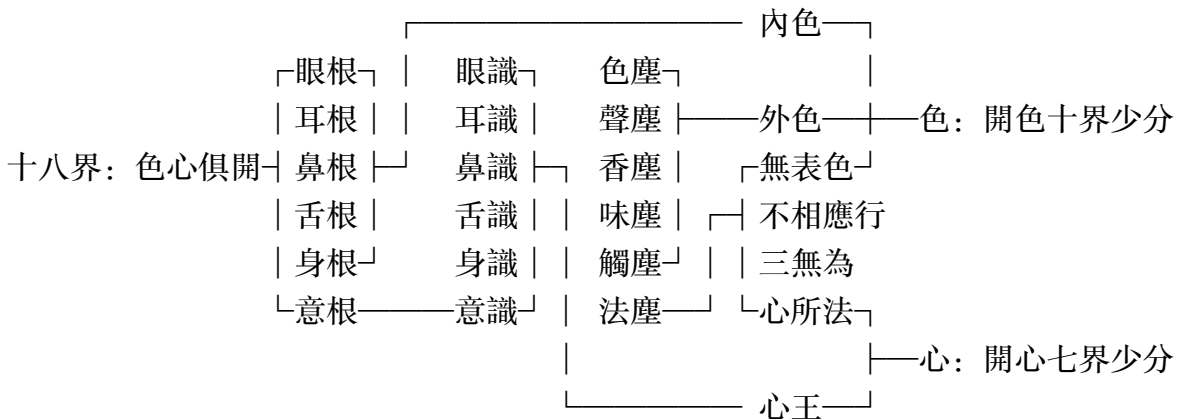 內色
眼根 眼識 色塵
耳根 耳識 聲塵 外色 色：開色十界少分
十八界：色心俱開 鼻根 鼻識 香塵 無表色
舌根 舌識 味塵 不相應行
身根 身識 觸塵 三無為
意根 意識 法塵 心所法
心：開心七界少分
心王